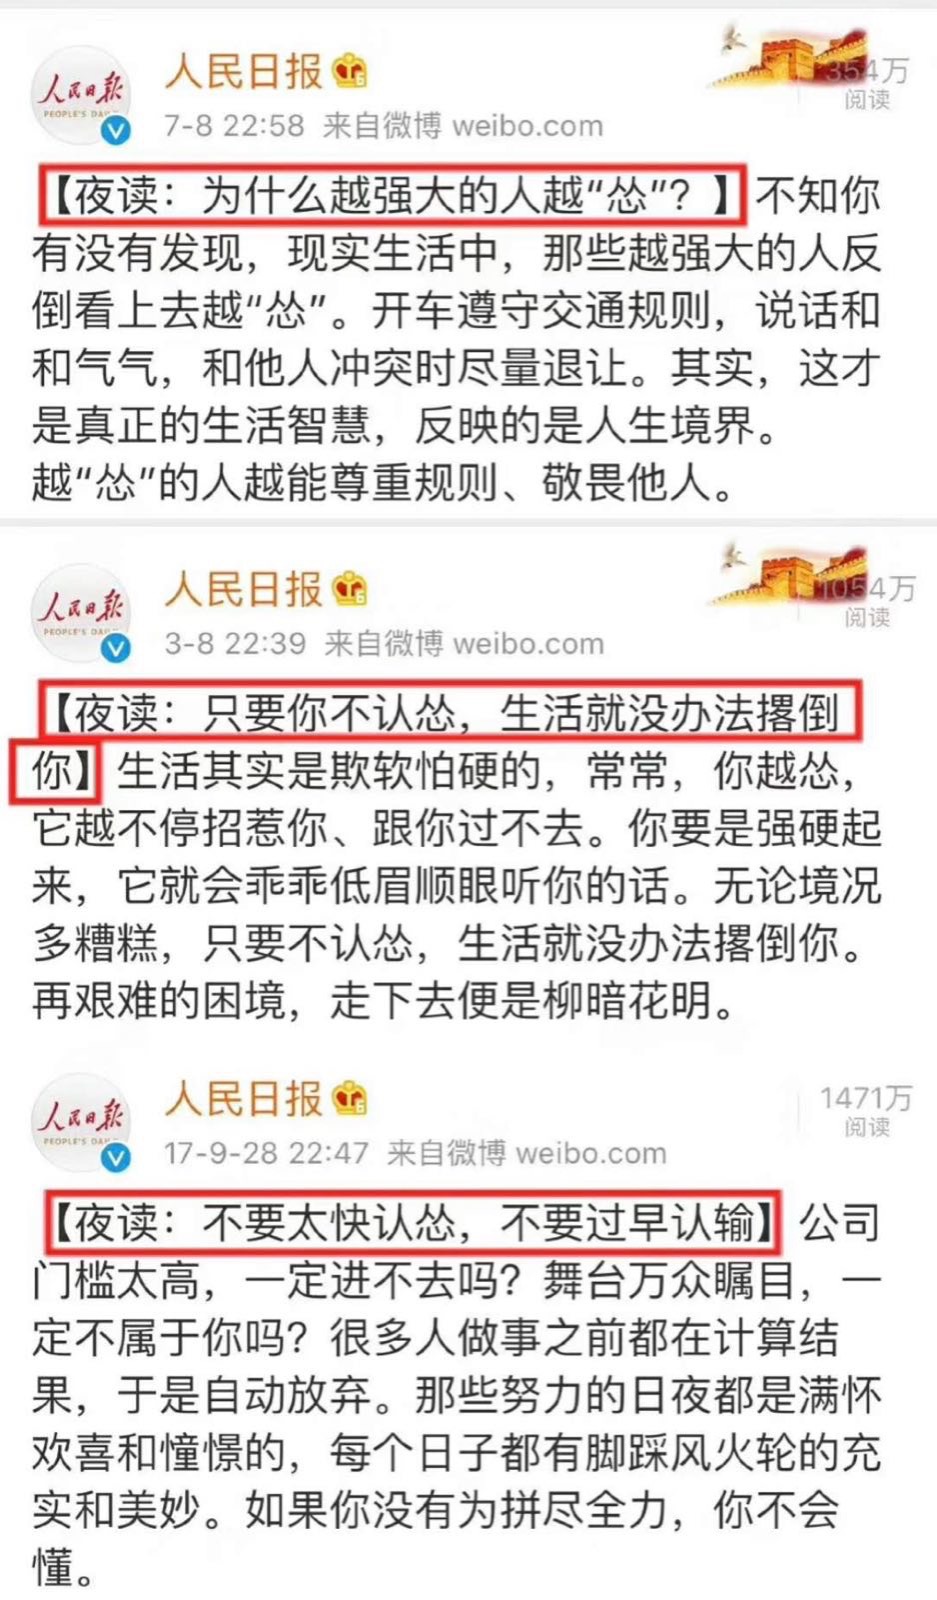 人民日报
354万
阅读
人民日报
PEOPLE'S DAILY
7-8 22:58 来自微博 weibo.com
【夜读：为什么越强大的人越“怂”？】不知你
有没有发现，现实生活中，那些越强大的人反
倒看上去越“怂”。开车遵守交通规则，说话和
和气气，和他人冲突时尽量退让。其实，这才
是真正的生活智慧，反映的是人生境界。
越“怂”的人越能尊重规则、敬畏他人。
人民日报
1054万
阅读
人民日报
PEOPLE'S DAILY
3-8 22:39 来自微博 weibo.com
【夜读：只要你不认怂，生活就没办法撂倒
你】生活其实是欺软怕硬的，常常，你越怂，
它越不停招惹你、跟你过不去。你要是强硬起
来，它就会乖乖低眉顺眼听你的话。无论境况
多糟糕，只要不认怂，生活就没办法撂倒你。
再艰难的困境，走下去便是柳暗花明。
人民日报
1471万
阅读
人民日报
PEOPLE'S DAILY
17-9-28 22:47 来自微博 weibo.com
【夜读：不要太快认怂，不要过早认输】公司
门槛太高，一定进不去吗？舞台万众瞩目，一
定不属于你吗？很多人做事之前都在计算结
果，于是自动放弃。那些努力的日夜都是满怀
欢喜和憧憬的，每个日子都有脚踩风火轮的充
实和美妙。如果你没有为拼尽全力，你不会
懂。